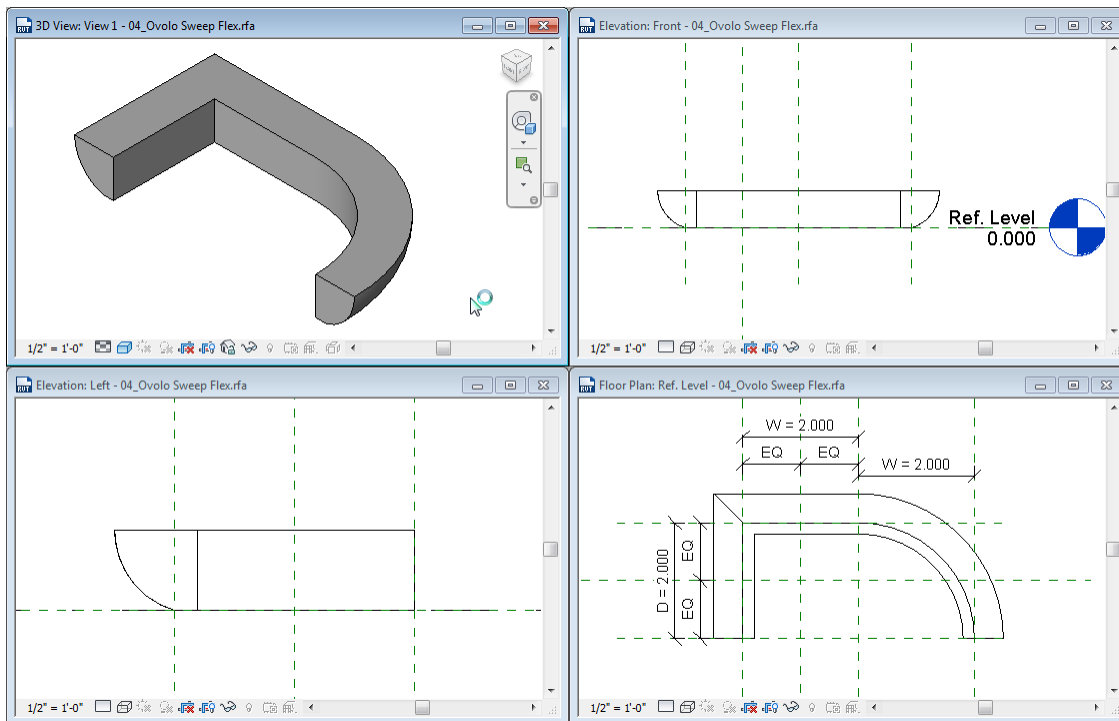 3D View: View 1 - 04_Ovolo Sweep Flex.rfa
1/2" = 1'-0"
Elevation: Front - 04_Ovolo Sweep Flex.rfa
Ref. Level
0.000
1/2" = 1'-0"
Elevation: Left - 04_Ovolo Sweep Flex.rfa
1/2" = 1'-0"
Floor Plan: Ref. Level - 04_Ovolo Sweep Flex.rfa
W = 2.000
EQ EQ
W = 2.000
D = 2.000
EQ
EQ
1/2" = 1'-0"